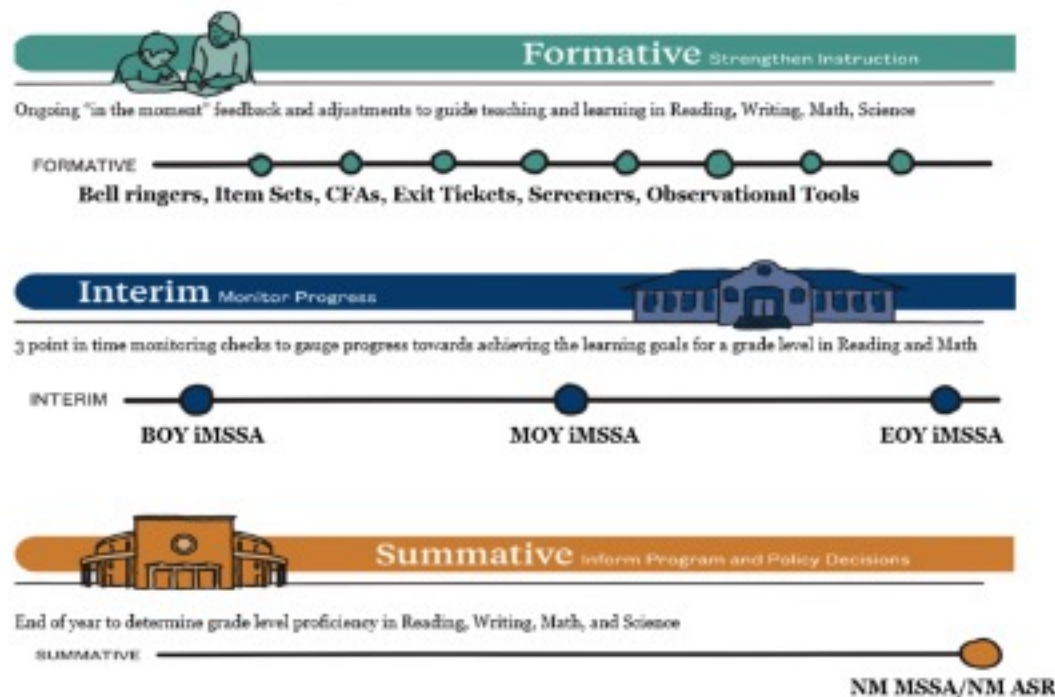 Formative Strengthen Instruction
Ongoing "in the moment" feedback and adjustments to guide teaching and learning in Reading, Writing, Math, Science
FORMATIVE
Bell ringers, Item Sets, CFAs, Exit Tickets, Screeners, Observational Tools
Interim Monitor Progress
3 point in time monitoring checks to gauge progress towards achieving the learning goals for a grade level in Reading and Math
INTERIM
BOY iMSSA MOY iMSSA EOY iMSSA
Summative Inform Program and Policy Decisions
End of year to determine grade level proficiency in Reading, Writing, Math, and Science
SUMMATIVE
NM MSSA/NM ASR